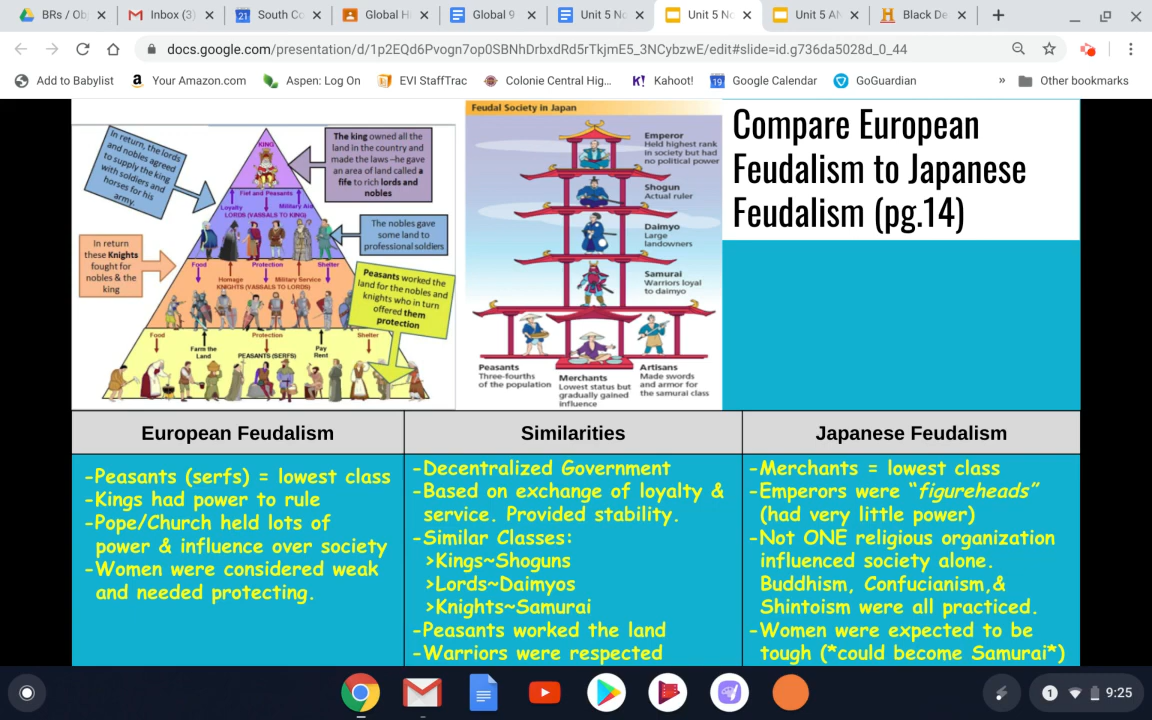 BRs / Ob
Inbox (3)
South Co
Global H
Global 9
Unit 5 No
Unit 5 No
Unit 5 AN
Black De
docs.google.com/presentation/d/1p2EQd6Pvogn7op0SBNhDrbxdRd5rTkjmE5_3NCybzwE/edit#slide=id.g736da5028d_0_44
Add to Babylist
Your Amazon.com
Aspen: Log On
EVI StaffTrac
Colonie Central Hig...
Kahoot!
Google Calendar
GoGuardian
»
Other bookmarks
In return, the lords
and nobles agreed
to supply the king
with soldiers and
horses for his
army.
The king owned all the
land in the country and
made the laws –he gave
an area of land called a
fife to rich lords and
nobles
KING
Fief and Peasants
Loyalty
Military Aid
LORDS (VASSALS TO KING)
The nobles gave
some land to
professional soldiers
In return
these Knights
fought for
nobles & the
king
Food
Protection
Shelter
Homage
Military Service
KNIGHTS (VASSALS TO LORDS)
Peasants worked the
land for the nobles and
knights who in turn
offered them
protection
Food
Protection
Shelter
Farm the
Land
Pay
Rent
PEASANTS (SERFS)
Feudal Society in Japan
Emperor
Held highest rank
in society but had
no political power
Shogun
Actual ruler
Daimyo
Large
landowners
Samurai
Warriors loyal
to daimyo
Peasants
Three-fourths
of the population
Merchants
Lowest status but
gradually gained
influence
Artisans
Made swords
and armor for
the samurai class
Compare European
Feudalism to Japanese
Feudalism (pg.14)
European Feudalism
Similarities
Japanese Feudalism
-Peasants (serfs) = lowest class
-Kings had power to rule
-Pope/Church held lots of
power & influence over society
-Women were considered weak
and needed protecting.
-Decentralized Government
-Based on exchange of loyalty &
service. Provided stability.
-Similar Classes:
>Kings~Shoguns
>Lords~Daimyos
>Knights~Samurai
-Peasants worked the land
-Warriors were respected
-Merchants = lowest class
-Emperors were “figureheads”
(had very little power)
-Not ONE religious organization
influenced society alone.
Buddhism, Confucianism,&
Shintoism were all practiced.
-Women were expected to be
tough (*could become Samurai*)
1
9:25